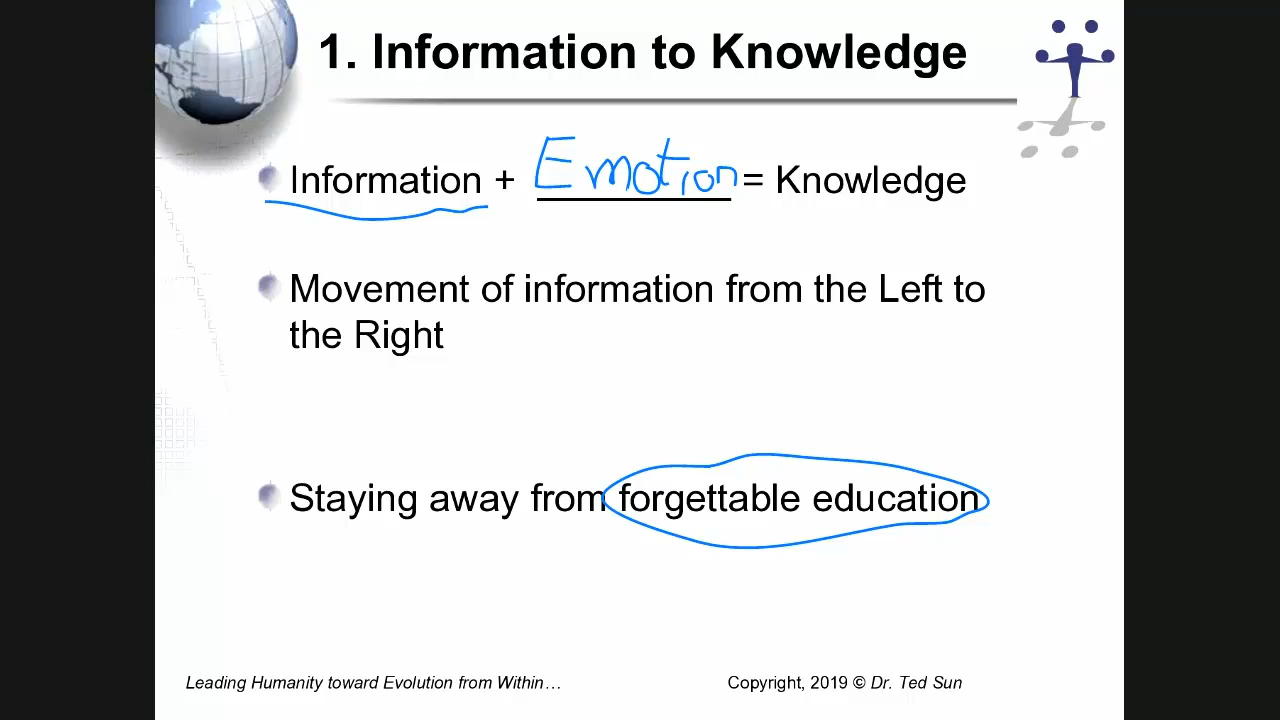 1. Information to Knowledge
Information + Emotion = Knowledge
Movement of information from the Left to
the Right
Staying away from forgettable education
Leading Humanity toward Evolution from Within… Copyright, 2019 © Dr. Ted Sun